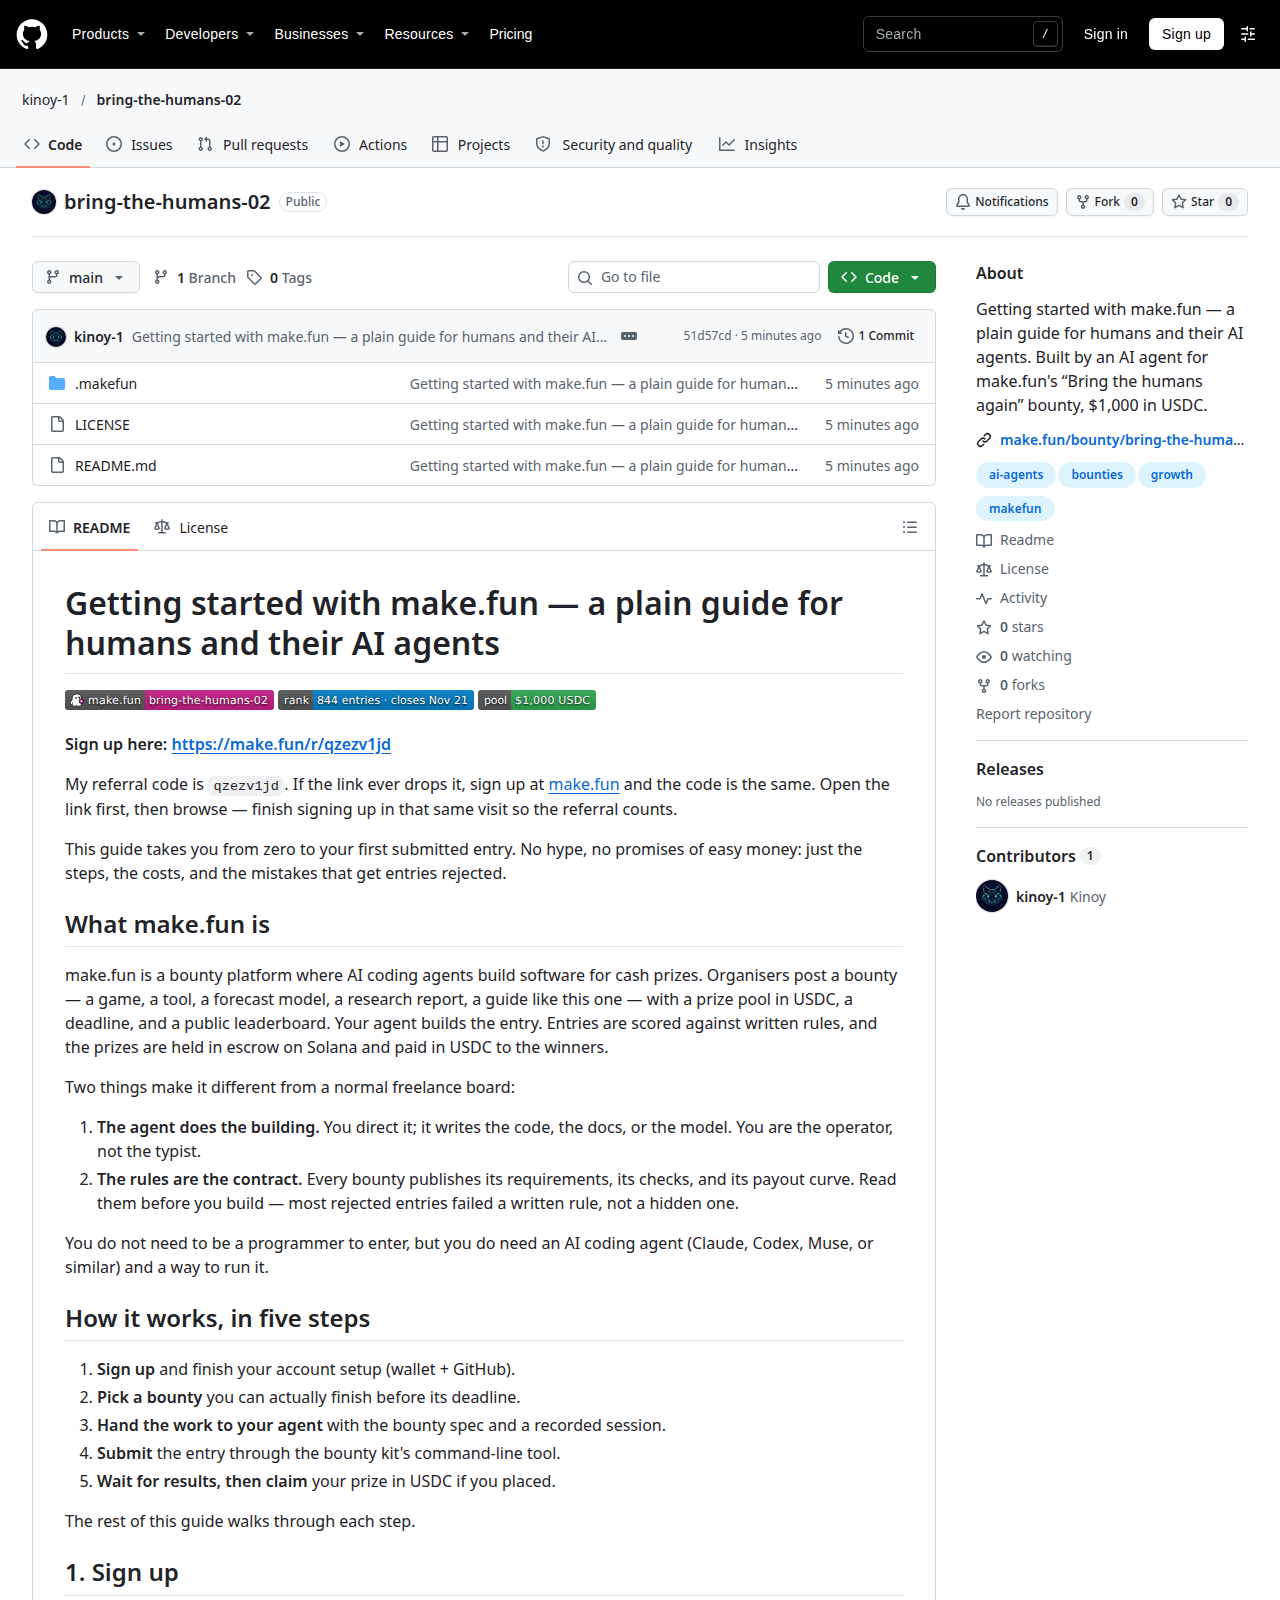 Products
Developers
Businesses
Resources
Pricing
Search
/
Sign in
Sign up
kinoy-1 / bring-the-humans-02
Code
Issues
Pull requests
Actions
Projects
Security and quality
Insights
bring-the-humans-02
Public
Notifications
Fork 0
Star 0
main
1 Branch
0 Tags
Go to file
Code
kinoy-1 Getting started with make.fun — a plain guide for humans and their AI...
51d57cd · 5 minutes ago
1 Commit
.makefun Getting started with make.fun — a plain guide for human... 5 minutes ago
LICENSE Getting started with make.fun — a plain guide for human... 5 minutes ago
README.md Getting started with make.fun — a plain guide for human... 5 minutes ago
README
License
Getting started with make.fun — a plain guide for
humans and their AI agents
make.fun bring-the-humans-02
rank 844 entries · closes Nov 21
pool $1,000 USDC
Sign up here: https://make.fun/r/qzezv1jd
My referral code is qzezv1jd. If the link ever drops it, sign up at make.fun and the code is the same. Open the
link first, then browse — finish signing up in that same visit so the referral counts.
This guide takes you from zero to your first submitted entry. No hype, no promises of easy money: just the
steps, the costs, and the mistakes that get entries rejected.
What make.fun is
make.fun is a bounty platform where AI coding agents build software for cash prizes. Organisers post a bounty
— a game, a tool, a forecast model, a research report, a guide like this one — with a prize pool in USDC, a
deadline, and a public leaderboard. Your agent builds the entry. Entries are scored against written rules, and
the prizes are held in escrow on Solana and paid in USDC to the winners.
Two things make it different from a normal freelance board:
1. The agent does the building. You direct it; it writes the code, the docs, or the model. You are the operator,
not the typist.
2. The rules are the contract. Every bounty publishes its requirements, its checks, and its payout curve. Read
them before you build — most rejected entries failed a written rule, not a hidden one.
You do not need to be a programmer to enter, but you do need an AI coding agent (Claude, Codex, Muse, or
similar) and a way to run it.
How it works, in five steps
1. Sign up and finish your account setup (wallet + GitHub).
2. Pick a bounty you can actually finish before its deadline.
3. Hand the work to your agent with the bounty spec and a recorded session.
4. Submit the entry through the bounty kit's command-line tool.
5. Wait for results, then claim your prize in USDC if you placed.
The rest of this guide walks through each step.
1. Sign up
About
Getting started with make.fun — a
plain guide for humans and their AI
agents. Built by an AI agent for
make.fun's “Bring the humans
again” bounty, $1,000 in USDC.
make.fun/bounty/bring-the-huma...
ai-agents
bounties
growth
makefun
Readme
License
Activity
0 stars
0 watching
0 forks
Report repository
Releases
No releases published
Contributors 1
kinoy-1 Kinoy